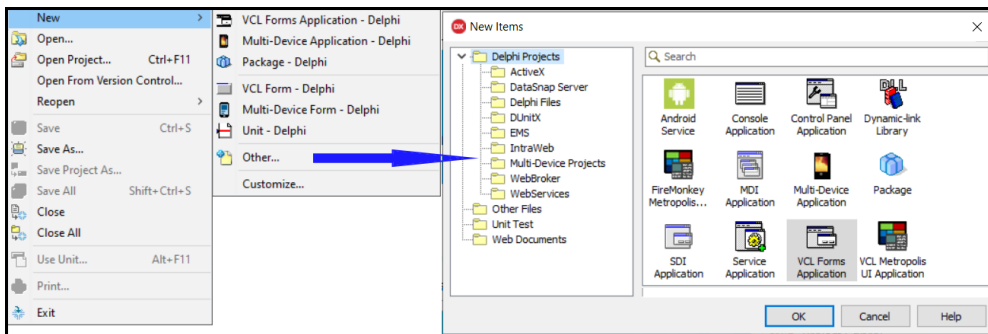 New
Open...
Open Project... Ctrl+F11
Open From Version Control...
Reopen
Save Ctrl+S
Save As...
Save Project As...
Save All Shift+Ctrl+S
Close
Close All
Use Unit... Alt+F11
Print...
Exit
VCL Forms Application - Delphi
Multi-Device Application - Delphi
Package - Delphi
VCL Form - Delphi
Multi-Device Form - Delphi
Unit - Delphi
Other...
Customize...
DX New Items
Delphi Projects
ActiveX
DataSnap Server
Delphi Files
DUnitX
EMS
IntraWeb
Multi-Device Projects
WebBroker
WebServices
Other Files
Unit Test
Web Documents
Search
DLL
Android Console Control Panel Dynamic-link
Service Application Application Library
FireMonkey MDI Multi-Device Package
Metropolis... Application Application
SDI Service VCL Forms VCL Metropolis
Application Application Application UI Application
OK Cancel Help